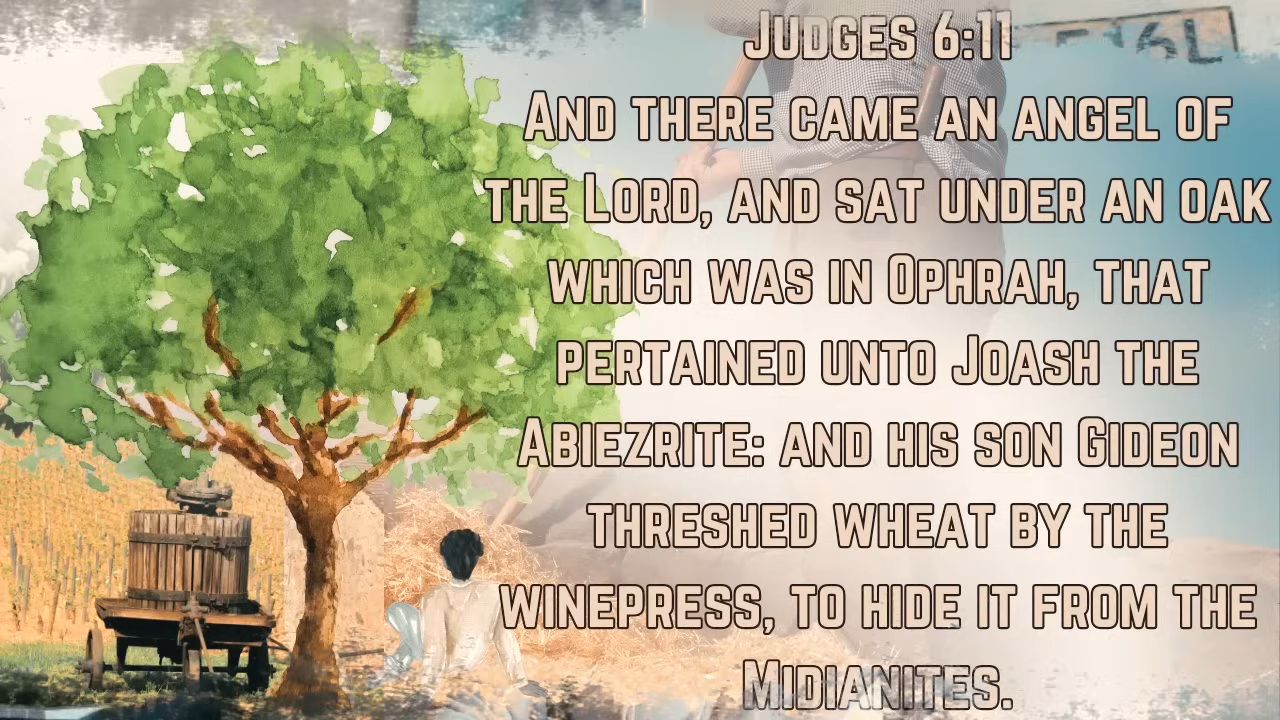 Judges 6:11
And there came an angel of
the Lord, and sat under an oak
which was in Ophrah, that
pertained unto Joash the
Abiezrite: and his son Gideon
threshed wheat by the
winepress, to hide it from the
Midianites.